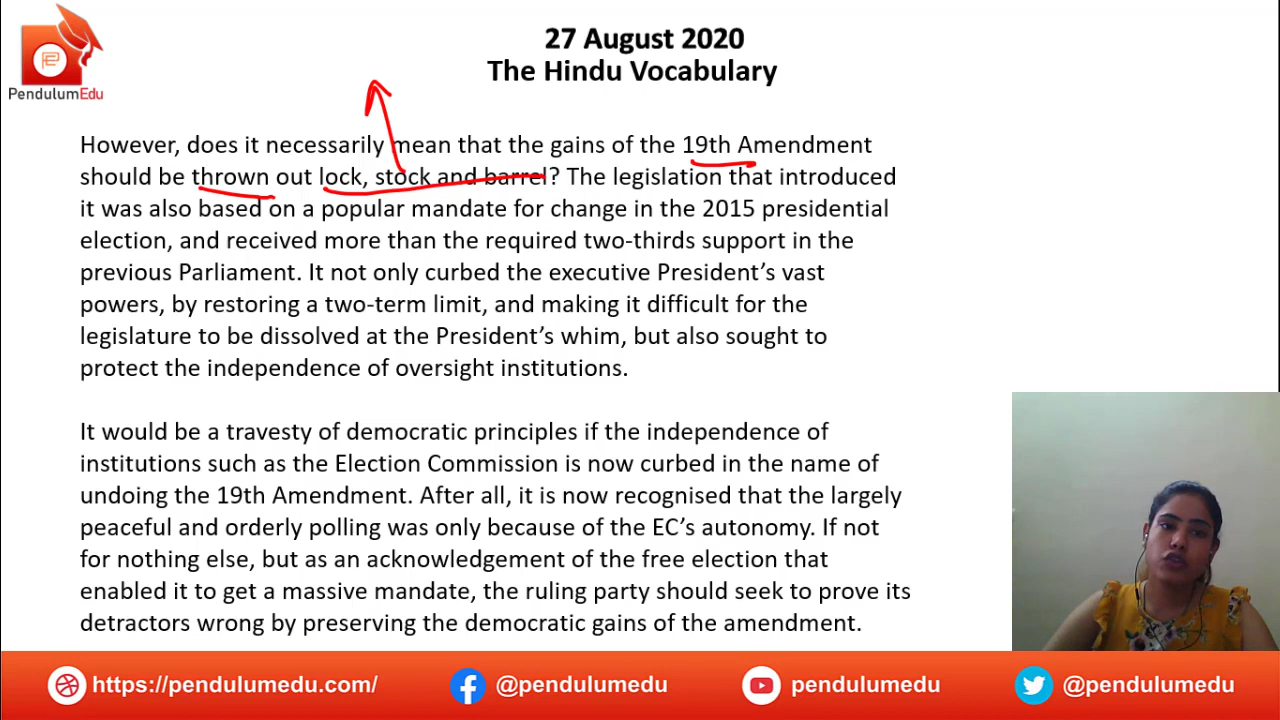 27 August 2020
The Hindu Vocabulary
PendulumEdu
However, does it necessarily mean that the gains of the 19th Amendment
should be thrown out lock, stock and barrel? The legislation that introduced
it was also based on a popular mandate for change in the 2015 presidential
election, and received more than the required two-thirds support in the
previous Parliament. It not only curbed the executive President’s vast
powers, by restoring a two-term limit, and making it difficult for the
legislature to be dissolved at the President’s whim, but also sought to
protect the independence of oversight institutions.
It would be a travesty of democratic principles if the independence of
institutions such as the Election Commission is now curbed in the name of
undoing the 19th Amendment. After all, it is now recognised that the largely
peaceful and orderly polling was only because of the EC’s autonomy. If not
for nothing else, but as an acknowledgement of the free election that
enabled it to get a massive mandate, the ruling party should seek to prove its
detractors wrong by preserving the democratic gains of the amendment.
https://pendulumedu.com/ @pendulumedu pendulumedu @pendulumedu